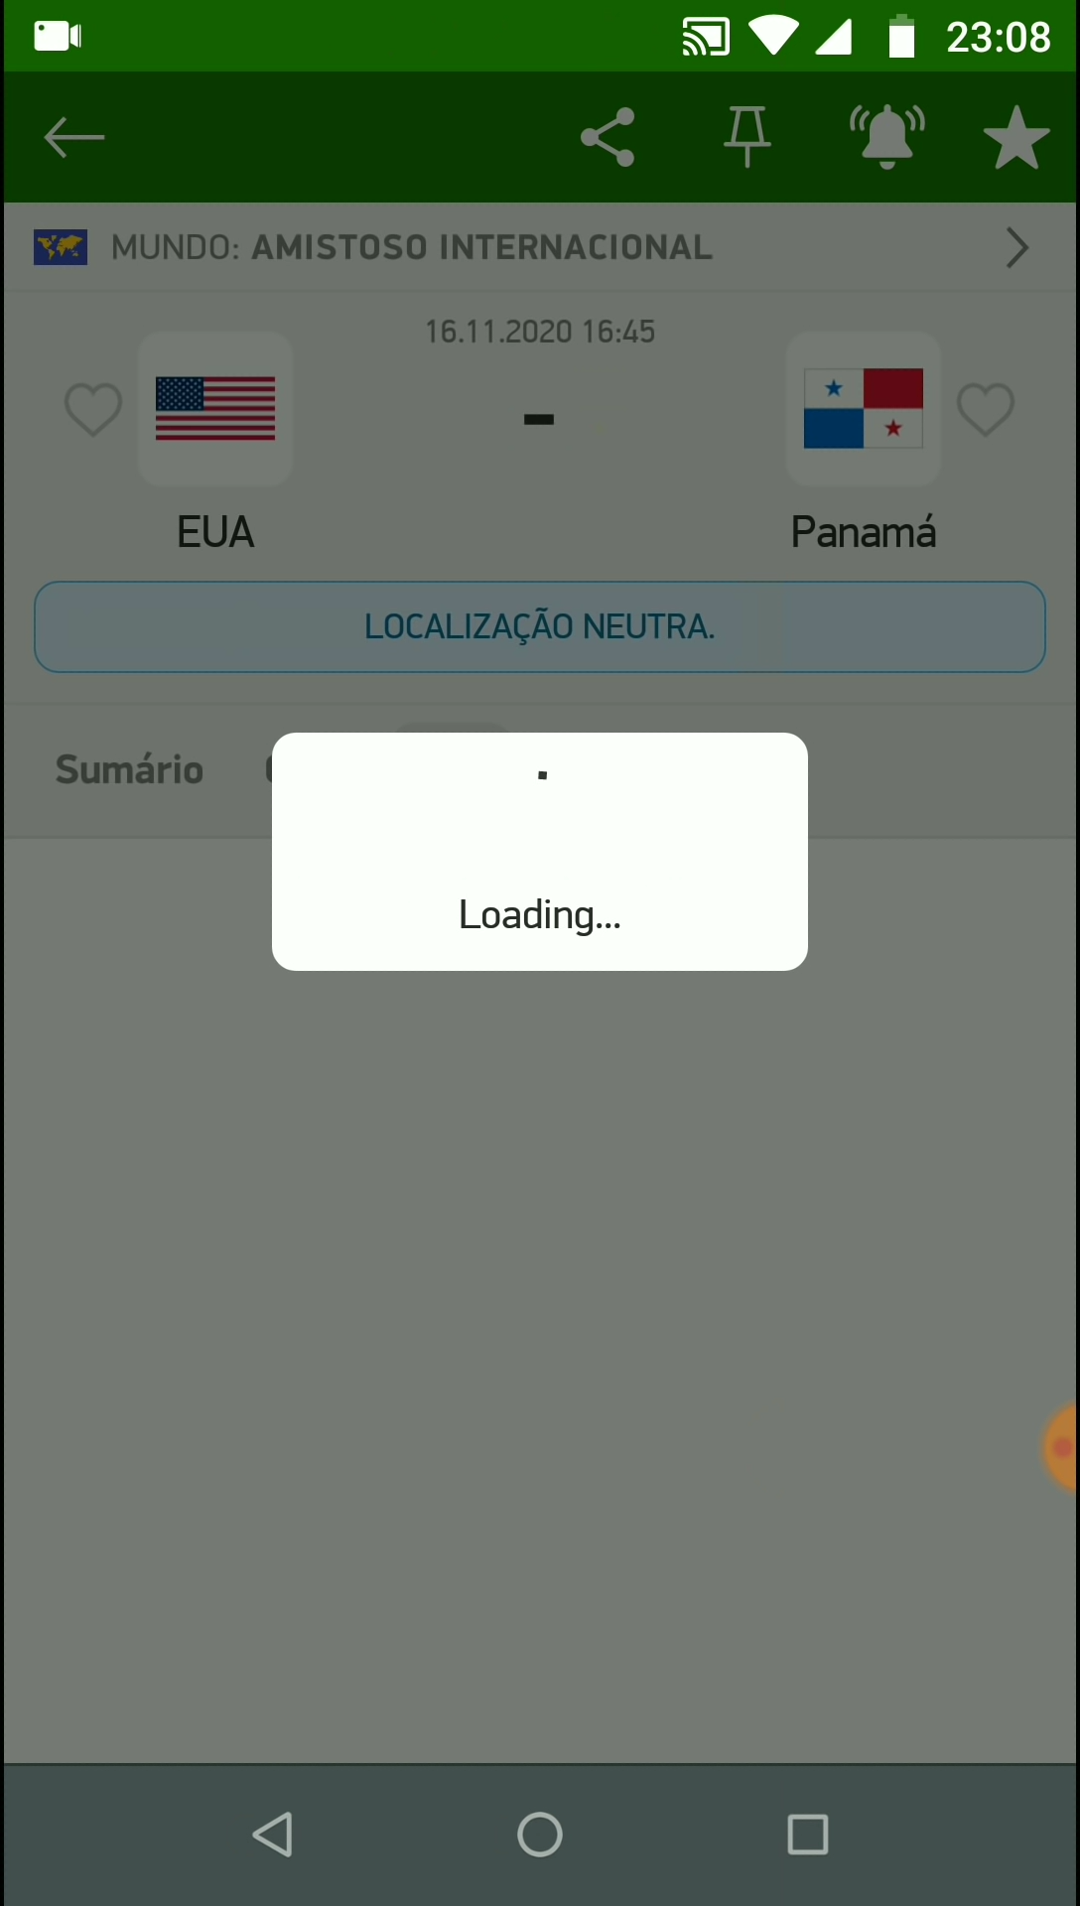 23:08
MUNDO: AMISTOSO INTERNACIONAL
16.11.2020 16:45
-
EUA
Panamá
LOCALIZAÇÃO NEUTRA.
Sumário
Loading...